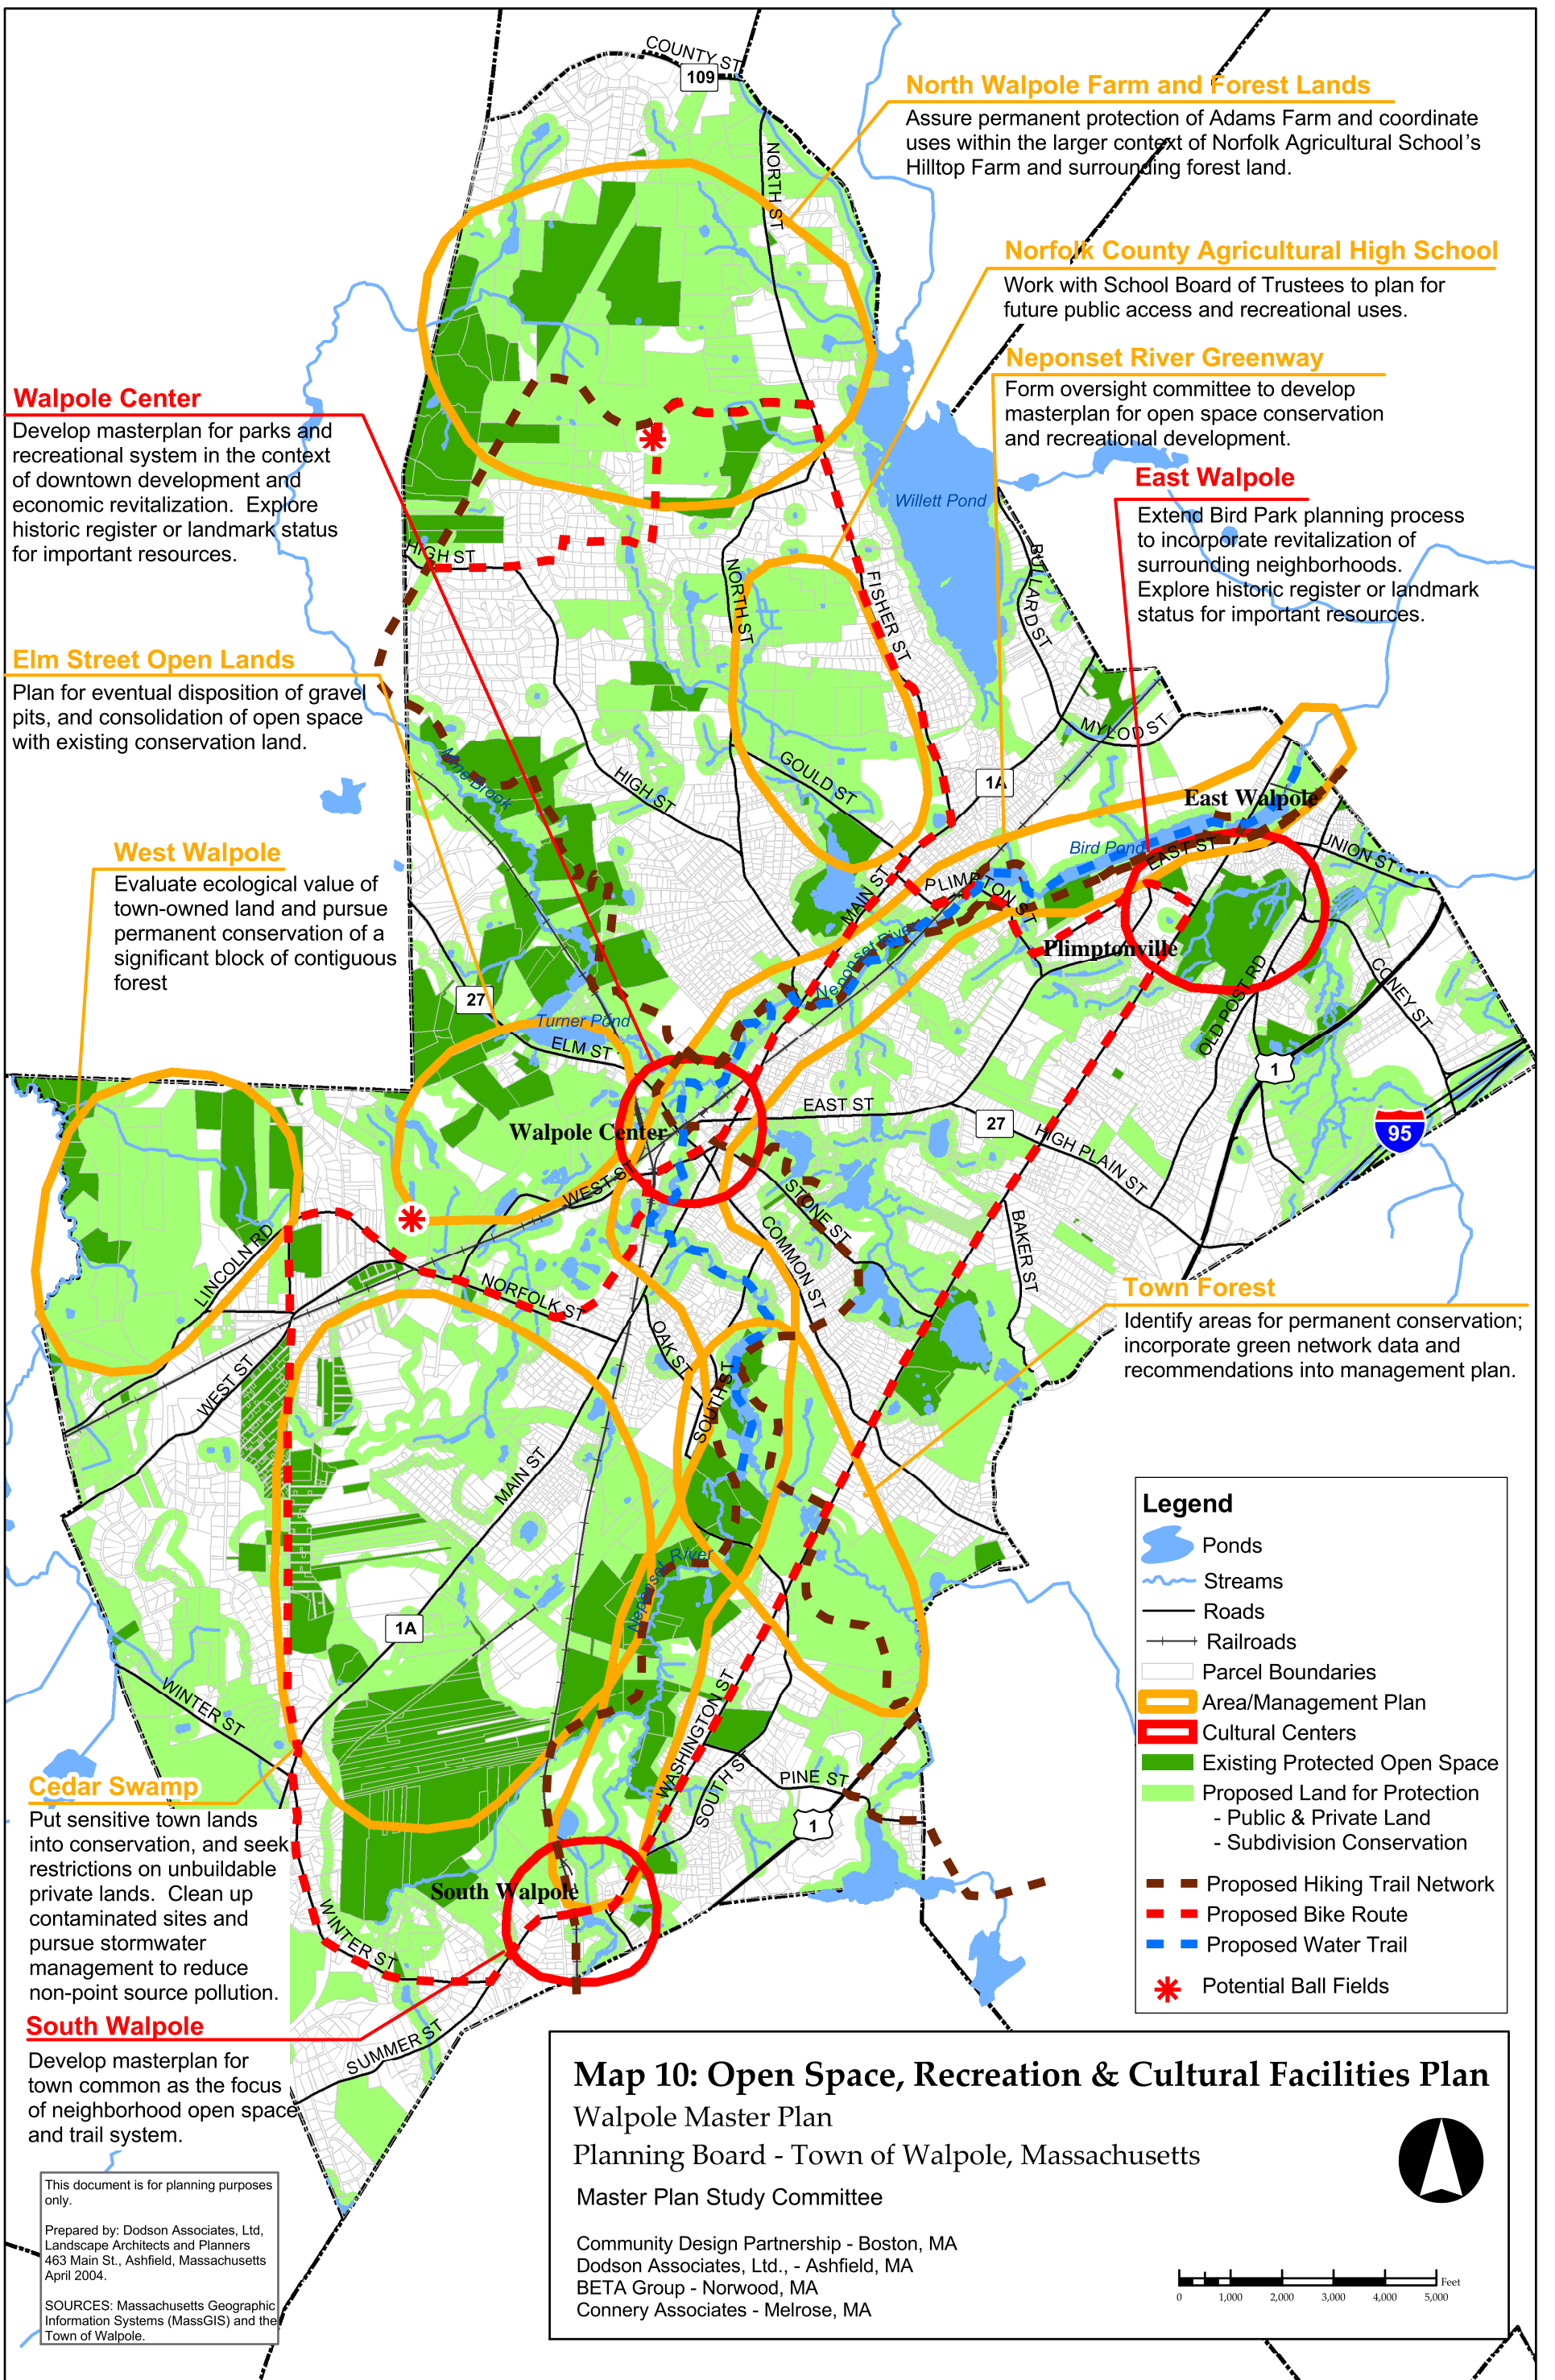 COUNTY ST
109
North Walpole Farm and Forest Lands
Assure permanent protection of Adams Farm and coordinate
uses within the larger context of Norfolk Agricultural School's
Hilltop Farm and surrounding forest land.
NORTH ST
Norfolk County Agricultural High School
Work with School Board of Trustees to plan for
future public access and recreational uses.
Neponset River Greenway
Form oversight committee to develop
masterplan for open space conservation
and recreational development.
Walpole Center
Develop masterplan for parks and
recreational system in the context
of downtown development and
economic revitalization.  Explore
historic register or landmark status
for important resources.
East Walpole
Extend Bird Park planning process
to incorporate revitalization of
surrounding neighborhoods.
Explore historic register or landmark
status for important resources.
Willett Pond
HIGH ST
NORTH ST
FISHER ST
BULLARD ST
Elm Street Open Lands
Plan for eventual disposition of gravel
pits, and consolidation of open space
with existing conservation land.
MYLOD ST
Mine Brook
HIGH ST
GOULD ST
1A
East Walpole
Bird Pond
EAST ST
UNION ST
West Walpole
Evaluate ecological value of
town-owned land and pursue
permanent conservation of a
significant block of contiguous
forest
MAIN ST
PLIMPTON ST
Neponset River
Plimptonville
OLD POST RD
CONEY ST
27
Turner Pond
ELM ST
1
EAST ST
27
HIGH PLAIN ST
95
Walpole Center
WEST ST
STONE ST
COMMON ST
BAKER ST
LINCOLN RD
NORFOLK ST
OAK ST
SOUTH ST
WEST ST
MAIN ST
Town Forest
Identify areas for permanent conservation;
incorporate green network data and
recommendations into management plan.
Neponset River
1A
WINTER ST
WASHINGTON ST
SOUTH ST
PINE ST
1
Cedar Swamp
Put sensitive town lands
into conservation, and seek
restrictions on unbuildable
private lands.  Clean up
contaminated sites and
pursue stormwater
management to reduce
non-point source pollution.
South Walpole
WINTER ST
South Walpole
Develop masterplan for
town common as the focus
of neighborhood open space
and trail system.
SUMMER ST
Legend
Ponds
Streams
Roads
Railroads
Parcel Boundaries
Area/Management Plan
Cultural Centers
Existing Protected Open Space
Proposed Land for Protection
- Public & Private Land
- Subdivision Conservation
Proposed Hiking Trail Network
Proposed Bike Route
Proposed Water Trail
Potential Ball Fields
Map 10: Open Space, Recreation & Cultural Facilities Plan
Walpole Master Plan
Planning Board - Town of Walpole, Massachusetts
Master Plan Study Committee
Community Design Partnership - Boston, MA
Dodson Associates, Ltd., - Ashfield, MA
BETA Group - Norwood, MA
Connery Associates - Melrose, MA
Feet
0 1,000 2,000 3,000 4,000 5,000
This document is for planning purposes
only.
Prepared by: Dodson Associates, Ltd,
Landscape Architects and Planners
463 Main St., Ashfield, Massachusetts
April 2004.
SOURCES: Massachusetts Geographic
Information Systems (MassGIS) and the
Town of Walpole.